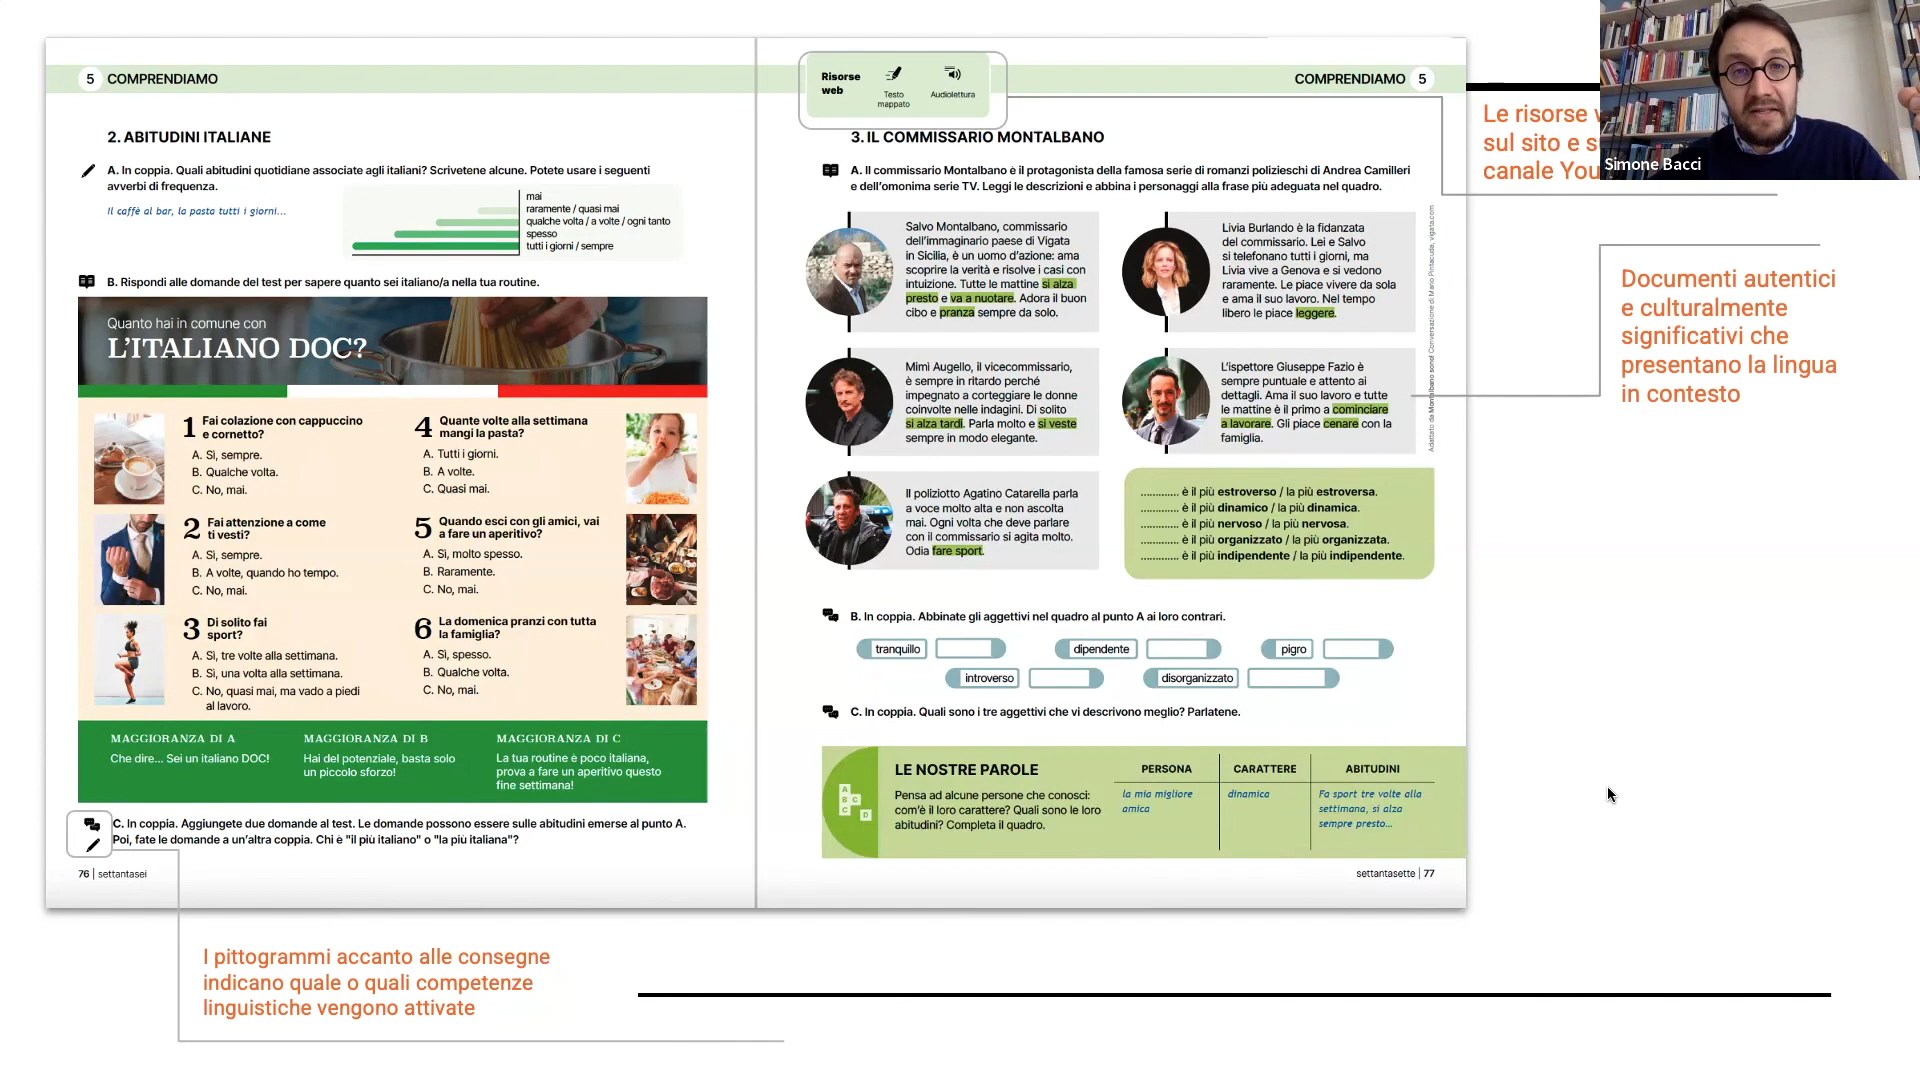 5 COMPRENDIAMO
2. ABITUDINI ITALIANE
A. In coppia. Quali abitudini quotidiane associate agli italiani? Scrivetene alcune. Potete usare i seguenti
avverbi di frequenza.
Il caffè al bar, la pasta tutti i giorni...
mai
raramente / quasi mai
qualche volta / a volte / ogni tanto
spesso
tutti i giorni / sempre
B. Rispondi alle domande del test per sapere quanto sei italiano/a nella tua routine.
Quanto hai in comune con
L'ITALIANO DOC?
1 Fai colazione con cappuccino
e cornetto?
A. Sì, sempre.
B. Qualche volta.
C. No, mai.
2 Fai attenzione a come
ti vesti?
A. Sì, sempre.
B. A volte, quando ho tempo.
C. No, mai.
3 Di solito fai
sport?
A. Sì, tre volte alla settimana.
B. Sì, una volta alla settimana.
C. No, quasi mai, ma vado a piedi
al lavoro.
4 Quante volte alla settimana
mangi la pasta?
A. Tutti i giorni.
B. A volte.
C. Quasi mai.
5 Quando esci con gli amici, vai
a fare un aperitivo?
A. Sì, molto spesso.
B. Raramente.
C. No, mai.
6 La domenica pranzi con tutta
la famiglia?
A. Sì, spesso.
B. Qualche volta.
C. No, mai.
MAGGIORANZA DI A
Che dire... Sei un italiano DOC!
MAGGIORANZA DI B
Hai del potenziale, basta solo
un piccolo sforzo!
MAGGIORANZA DI C
La tua routine è poco italiana,
prova a fare un aperitivo questo
fine settimana!
C. In coppia. Aggiungete due domande al test. Le domande possono essere sulle abitudini emerse al punto A.
Poi, fate le domande a un'altra coppia. Chi è "il più italiano" o "la più italiana"?
76 | settantasei
Risorse
web
Testo
mappato
Audiolettura
COMPRENDIAMO 5
3. IL COMMISSARIO MONTALBANO
A. Il commissario Montalbano è il protagonista della famosa serie di romanzi polizieschi di Andrea Camilleri
e dell'omonima serie TV. Leggi le descrizioni e abbina i personaggi alla frase più adeguata nel quadro.
Salvo Montalbano, commissario
dell'immaginario paese di Vigata
in Sicilia, è un uomo d'azione: ama
scoprire la verità e risolve i casi con
intuizione. Tutte le mattine si alza
presto e va a nuotare. Adora il buon
cibo e pranza sempre da solo.
Livia Burlando è la fidanzata
del commissario. Lei e Salvo
si telefonano tutti i giorni, ma
Livia vive a Genova e si vedono
raramente. Le piace vivere da sola
e ama il suo lavoro. Nel tempo
libero le piace leggere.
Mimì Augello, il vicecommissario,
è sempre in ritardo perché
impegnato a corteggiare le donne
coinvolte nelle indagini. Di solito
si alza tardi. Parla molto e si veste
sempre in modo elegante.
L'ispettore Giuseppe Fazio è
sempre puntuale e attento ai
dettagli. Ama il suo lavoro e tutte
le mattine è il primo a cominciare
a lavorare. Gli piace cenare con la
famiglia.
Il poliziotto Agatino Catarella parla
a voce molto alta e non ascolta
mai. Ogni volta che deve parlare
con il commissario si agita molto.
Odia fare sport.
Adattato da Montalbano sono! Conversazione di Mario Pintacuda, vigata.com
............. è il più estroverso / la più estroversa.
............. è il più dinamico / la più dinamica.
............. è il più nervoso / la più nervosa.
............. è il più organizzato / la più organizzata.
............. è il più indipendente / la più indipendente.
B. In coppia. Abbinate gli aggettivi nel quadro al punto A ai loro contrari.
tranquillo dipendente pigro
introverso disorganizzato
C. In coppia. Quali sono i tre aggettivi che vi descrivono meglio? Parlatene.
A
B C
C D
LE NOSTRE PAROLE
Pensa ad alcune persone che conosci:
com'è il loro carattere? Quali sono le loro
abitudini? Completa il quadro.
PERSONA CARATTERE ABITUDINI
la mia migliore
amica
dinamica
Fa sport tre volte alla
settimana, si alza
sempre presto...
settantasette | 77
Le risorse
sul sito e s
canale You
Simone Bacci
Documenti autentici
e culturalmente
significativi che
presentano la lingua
in contesto
I pittogrammi accanto alle consegne
indicano quale o quali competenze
linguistiche vengono attivate